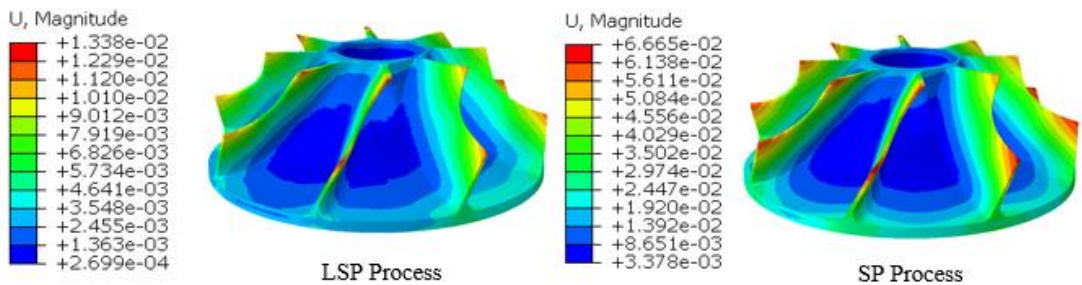 U, Magnitude
+1.338e-02
+1.229e-02
+1.120e-02
+1.010e-02
+9.012e-03
+7.919e-03
+6.826e-03
+5.734e-03
+4.641e-03
+3.548e-03
+2.455e-03
+1.363e-03
+2.699e-04
LSP Process
U, Magnitude
+6.665e-02
+6.138e-02
+5.611e-02
+5.084e-02
+4.556e-02
+4.029e-02
+3.502e-02
+2.974e-02
+2.447e-02
+1.920e-02
+1.392e-02
+8.651e-03
+3.378e-03
SP Process